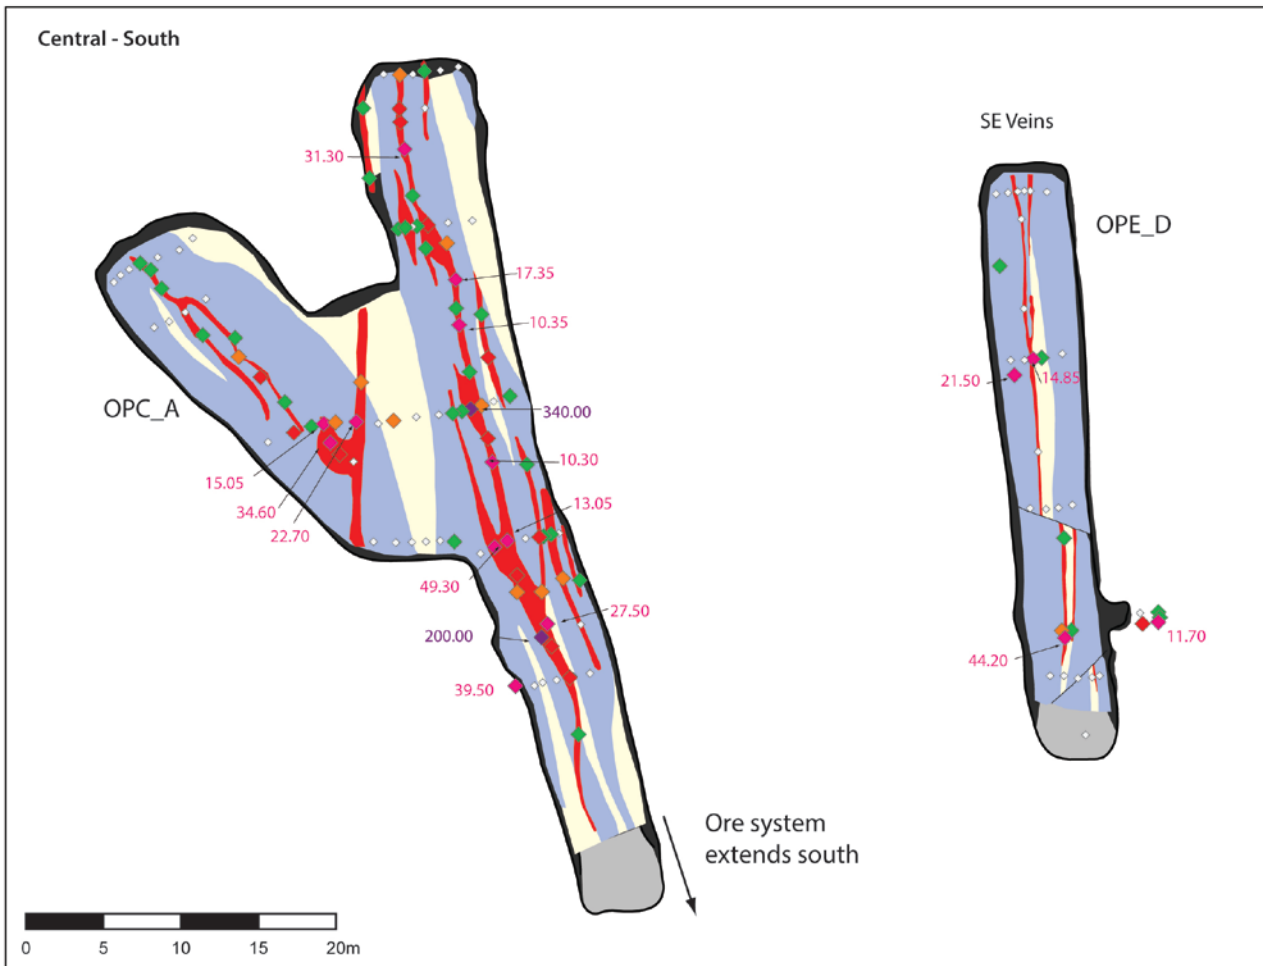 Central - South
SE Veins
31.30
OPE_D
17.35
10.35
21.50
14.85
OPC_A
340.00
10.30
15.05
34.60
13.05
22.70
49.30
27.50
200.00
11.70
44.20
39.50
Ore system
extends south
0 5 10 15 20m